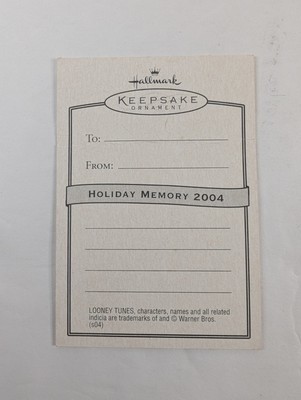 Hallmark
KEEPSAKE
ORNAMENT
TO:
FROM:
HOLIDAY MEMORY 2004
LOONEY TUNES, characters, names and all related
indicia are trademarks of and © Warner Bros.
(s04)